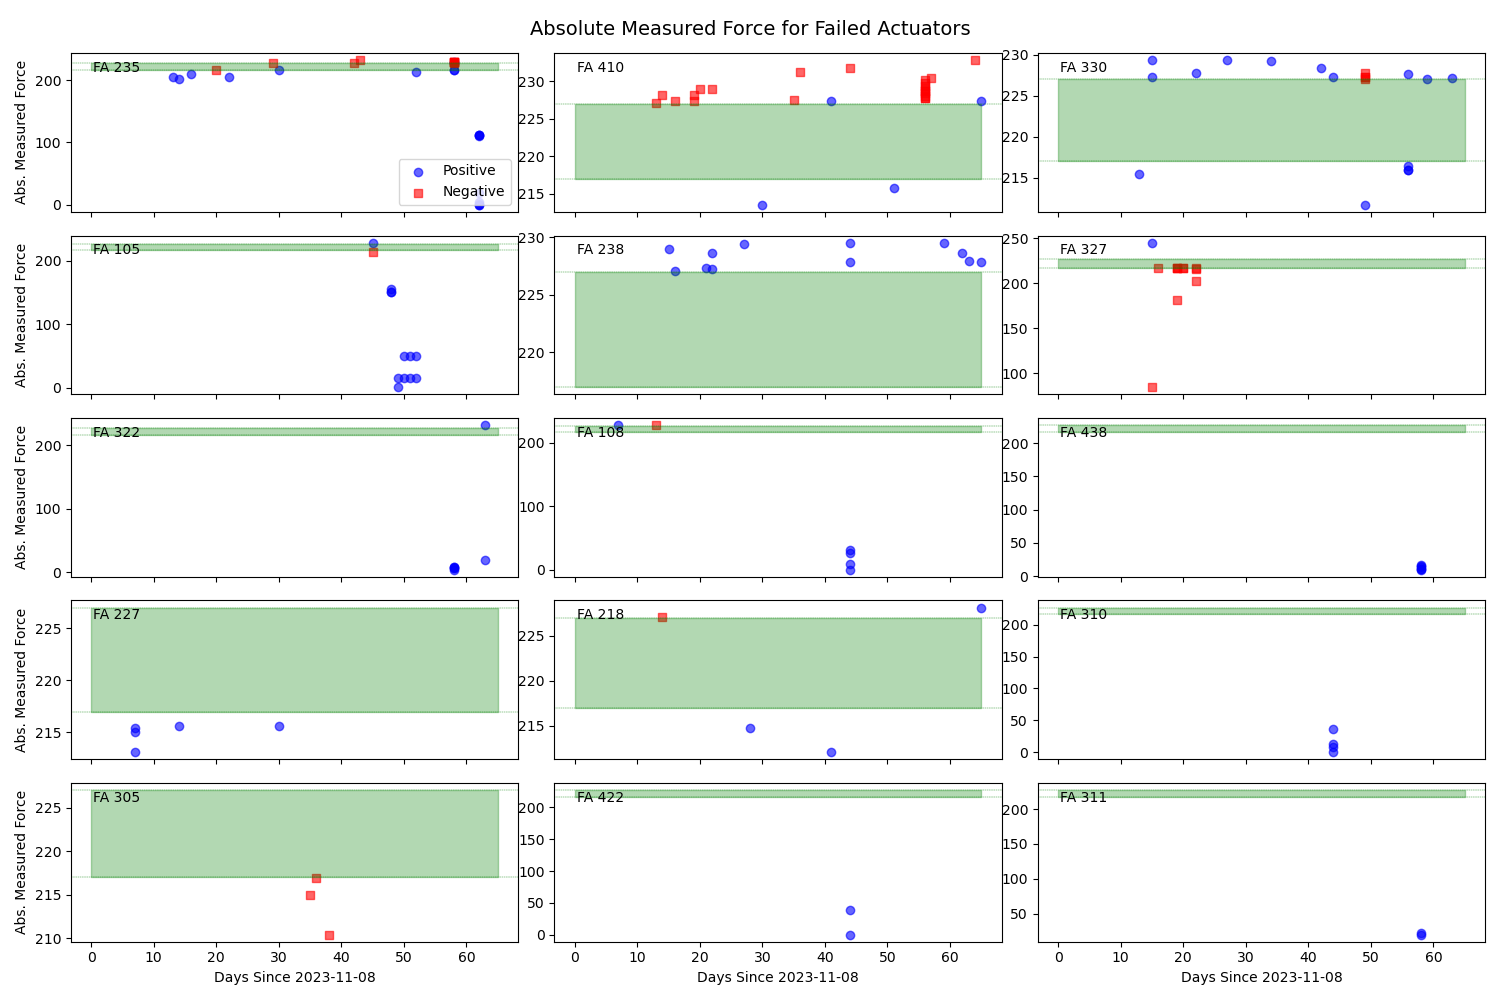 Absolute Measured Force for Failed Actuators
Abs. Measured Force
200
100
0
FA 235
Positive
Negative
230
225
220
215
FA 410
230
225
220
215
FA 330
Abs. Measured Force
200
100
0
FA 105
230
225
220
FA 238
250
200
150
100
FA 327
Abs. Measured Force
200
100
0
FA 322
200
100
0
FA 108
200
150
100
50
0
FA 438
Abs. Measured Force
225
220
215
FA 227
225
220
215
FA 218
200
150
100
50
0
FA 310
Abs. Measured Force
225
220
215
210
FA 305
200
150
100
50
0
FA 422
200
150
100
50
FA 311
0 10 20 30 40 50 60
0 10 20 30 40 50 60
0 10 20 30 40 50 60
Days Since 2023-11-08
Days Since 2023-11-08
Days Since 2023-11-08